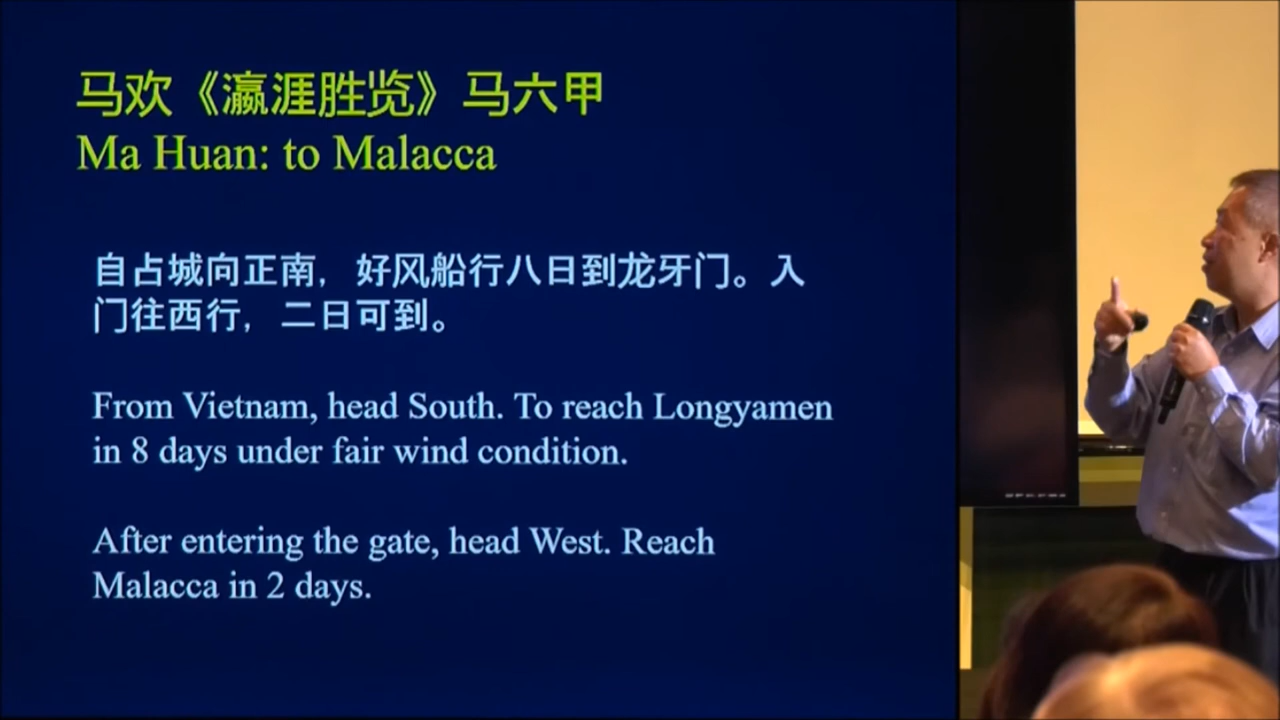 马欢《瀛涯胜览》马六甲
Ma Huan: to Malacca
自占城向正南，好风船行八日到龙牙门。入
门往西行，二日可到。
From Vietnam, head South. To reach Longyamen
in 8 days under fair wind condition.
After entering the gate, head West. Reach
Malacca in 2 days.